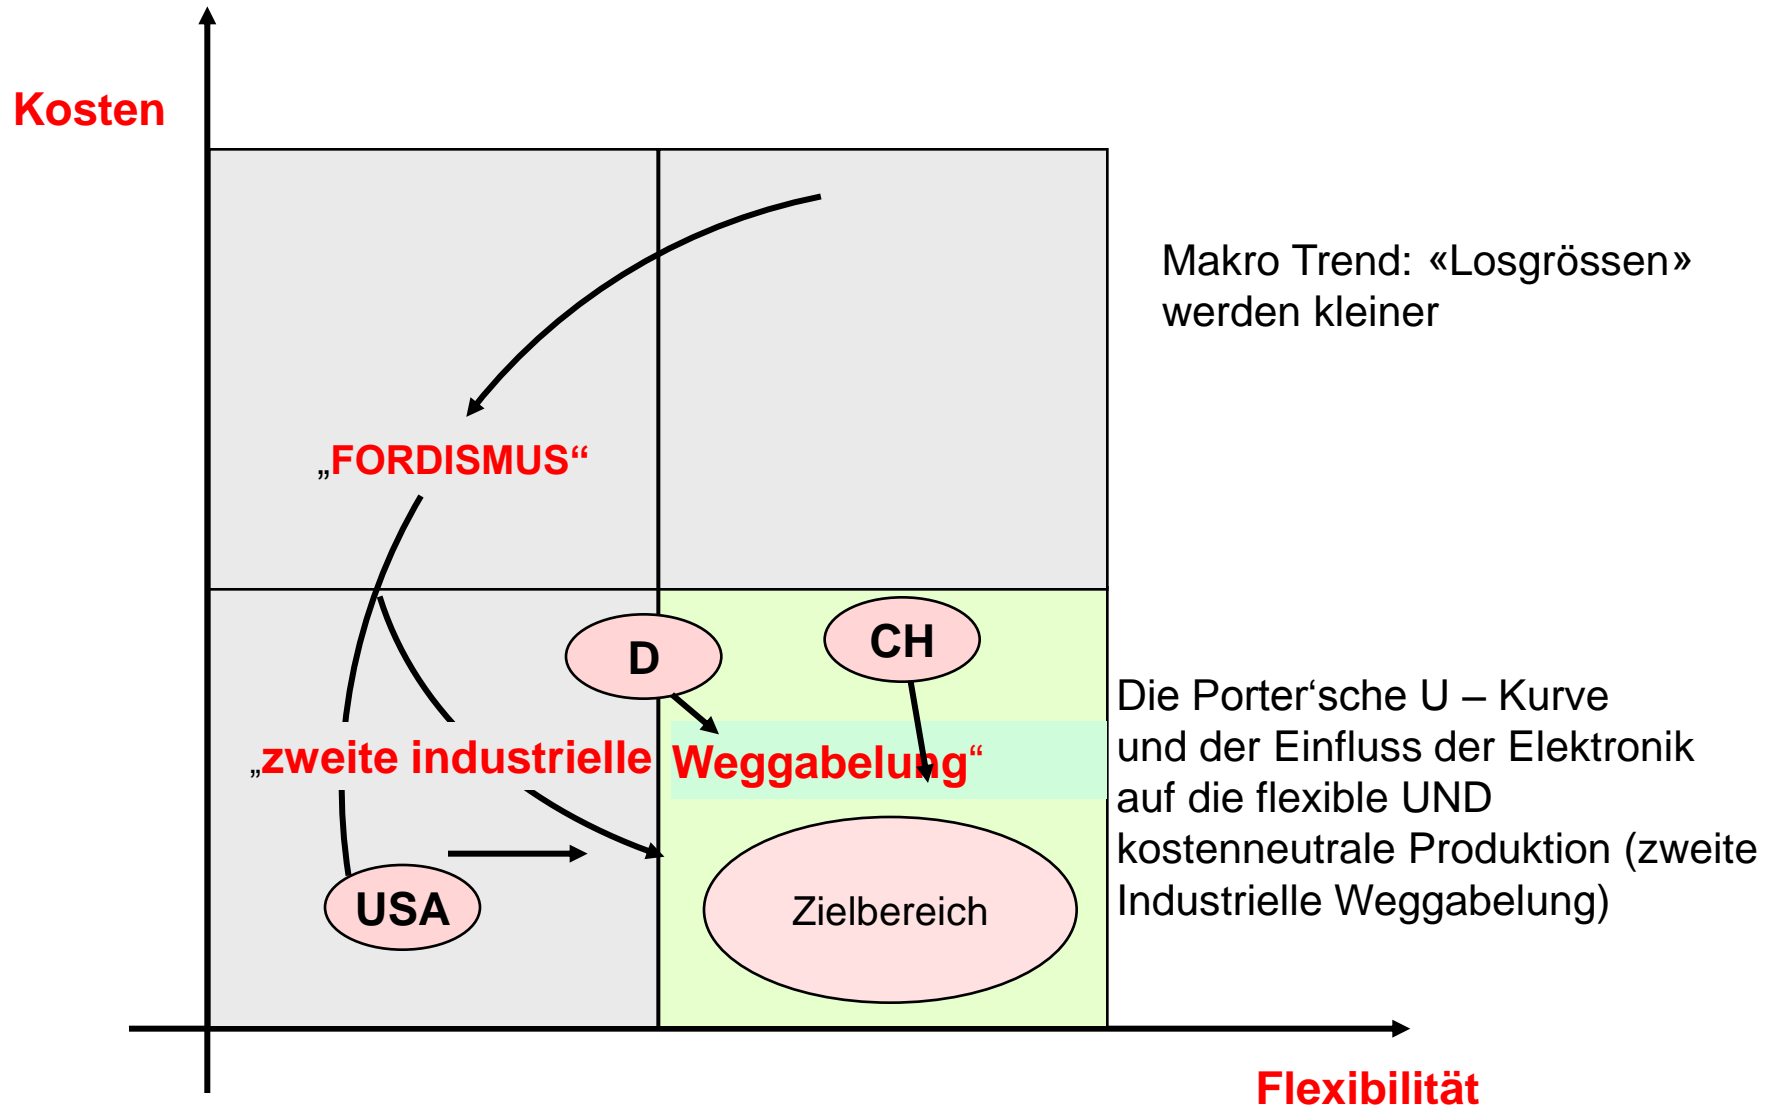 Kosten
Makro Trend: «Losgrössen»
werden kleiner
„FORDISMUS“
D
CH
„zweite industrielle Weggabelung“
Die Porter‘sche U – Kurve
und der Einfluss der Elektronik
auf die flexible UND
kostenneutrale Produktion (zweite
Industrielle Weggabelung)
USA
Zielbereich
Flexibilität